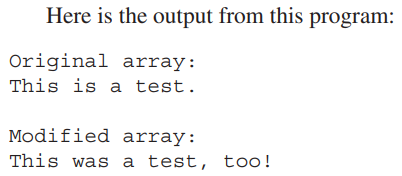 Here is the output from this program:
Original array:
This is a test.
Modified array:
This was a test, too!